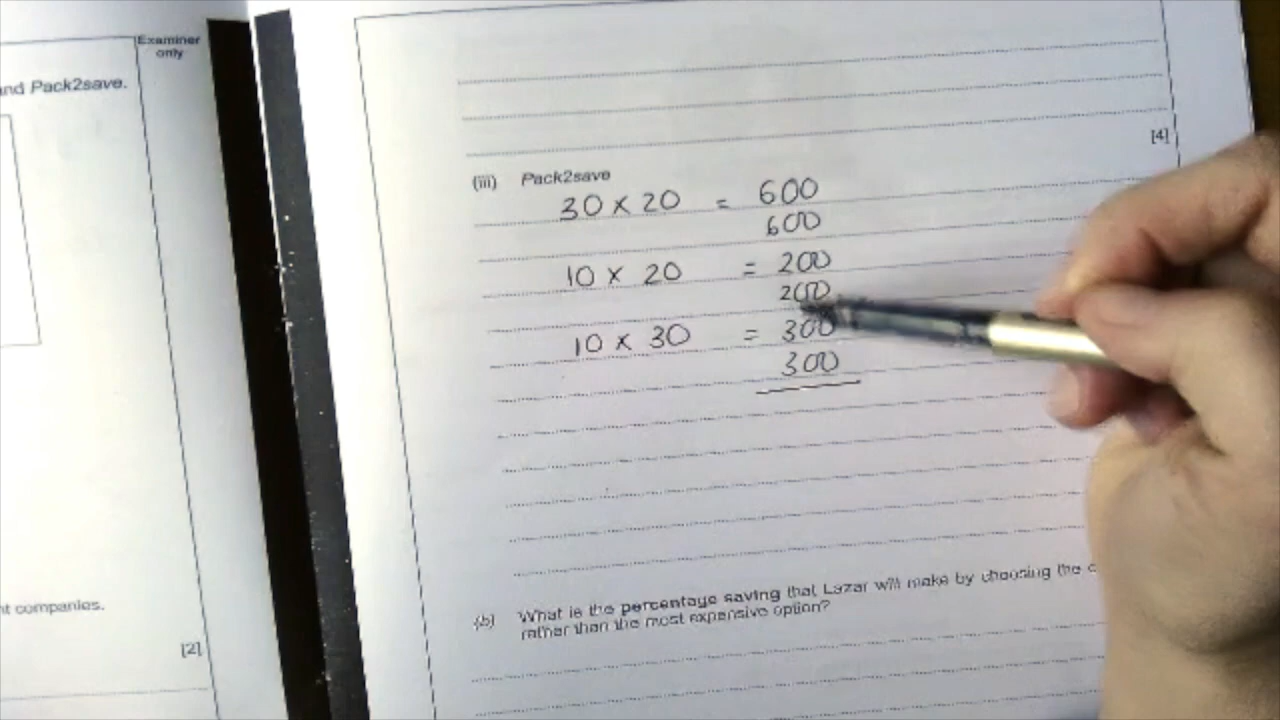 Examiner
only
and Pack2save.
[4]
(iii) Pack2save
30 x 20 = 600
600
10 x 20 = 200
200
10 x 30 = 300
300
(b) What is the percentage saving that Lazar will make by choosing the
rather than the most expensive option?
companies.
[2]